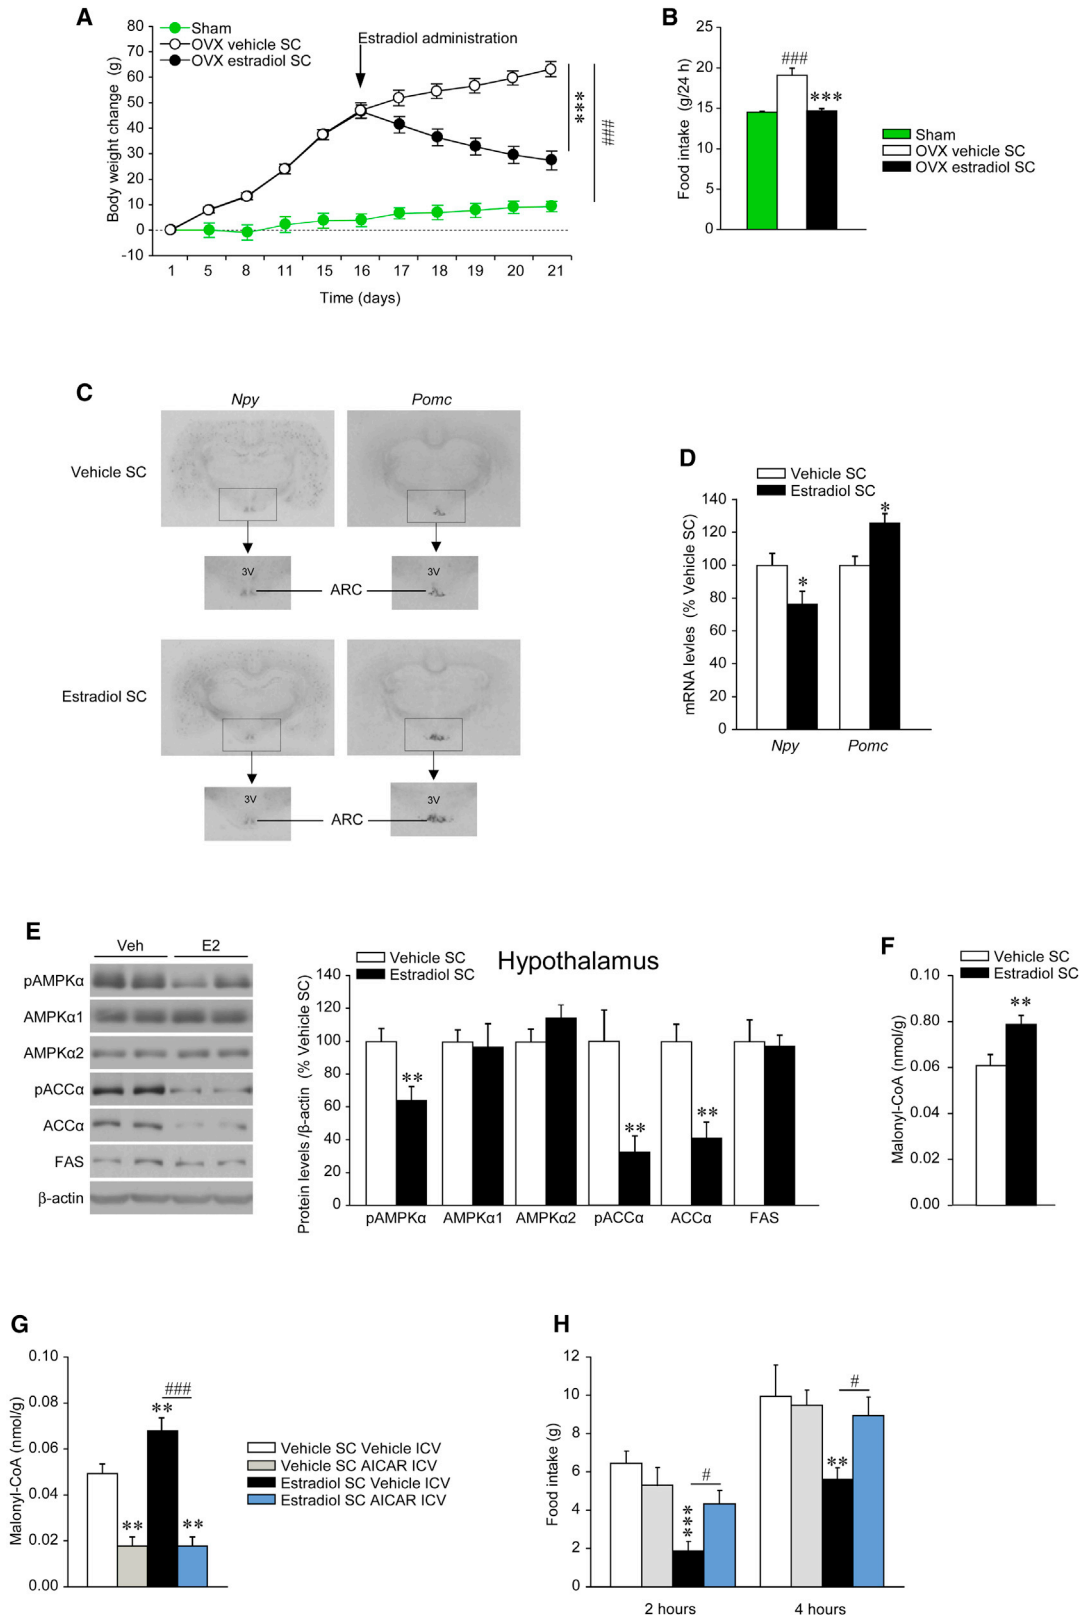 A
80
70
60
50
40
30
20
10
0
-10
Body weight change (g)
Sham
OVX vehicle SC
OVX estradiol SC
Estradiol administration
***
###
1 5 8 11 15 16 17 18 19 20 21
Time (days)
B
25
20
15
10
5
0
Food intake (g/24 h)
###
***
Sham
OVX vehicle SC
OVX estradiol SC
C
Npy Pomc
Vehicle SC
3V 3V
ARC
Estradiol SC
3V 3V
ARC
D
Vehicle SC
Estradiol SC
140
120
100
80
60
40
20
0
mRNA levles (% Vehicle SC)
*
*
Npy Pomc
E
Veh E2
pAMPKα
AMPKα1
AMPKα2
pACCα
ACCα
FAS
β-actin
Vehicle SC
Estradiol SC
Hypothalamus
140
120
100
80
60
40
20
0
Protein levels /β-actin (% Vehicle SC)
**
**
**
pAMPKα AMPKα1 AMPKα2 pACCα ACCα FAS
F
Vehicle SC
Estradiol SC
0.10
0.80
0.06
0.04
0.02
0.00
Malonyl-CoA (nmol/g)
**
G
0.10
0.08
0.06
0.04
0.02
0.00
Malonyl-CoA (nmol/g)
###
**
**
**
Vehicle SC Vehicle ICV
Vehicle SC AICAR ICV
Estradiol SC Vehicle ICV
Estradiol SC AICAR ICV
H
12
10
8
6
4
2
0
Food intake (g)
***
#
**
#
2 hours 4 hours